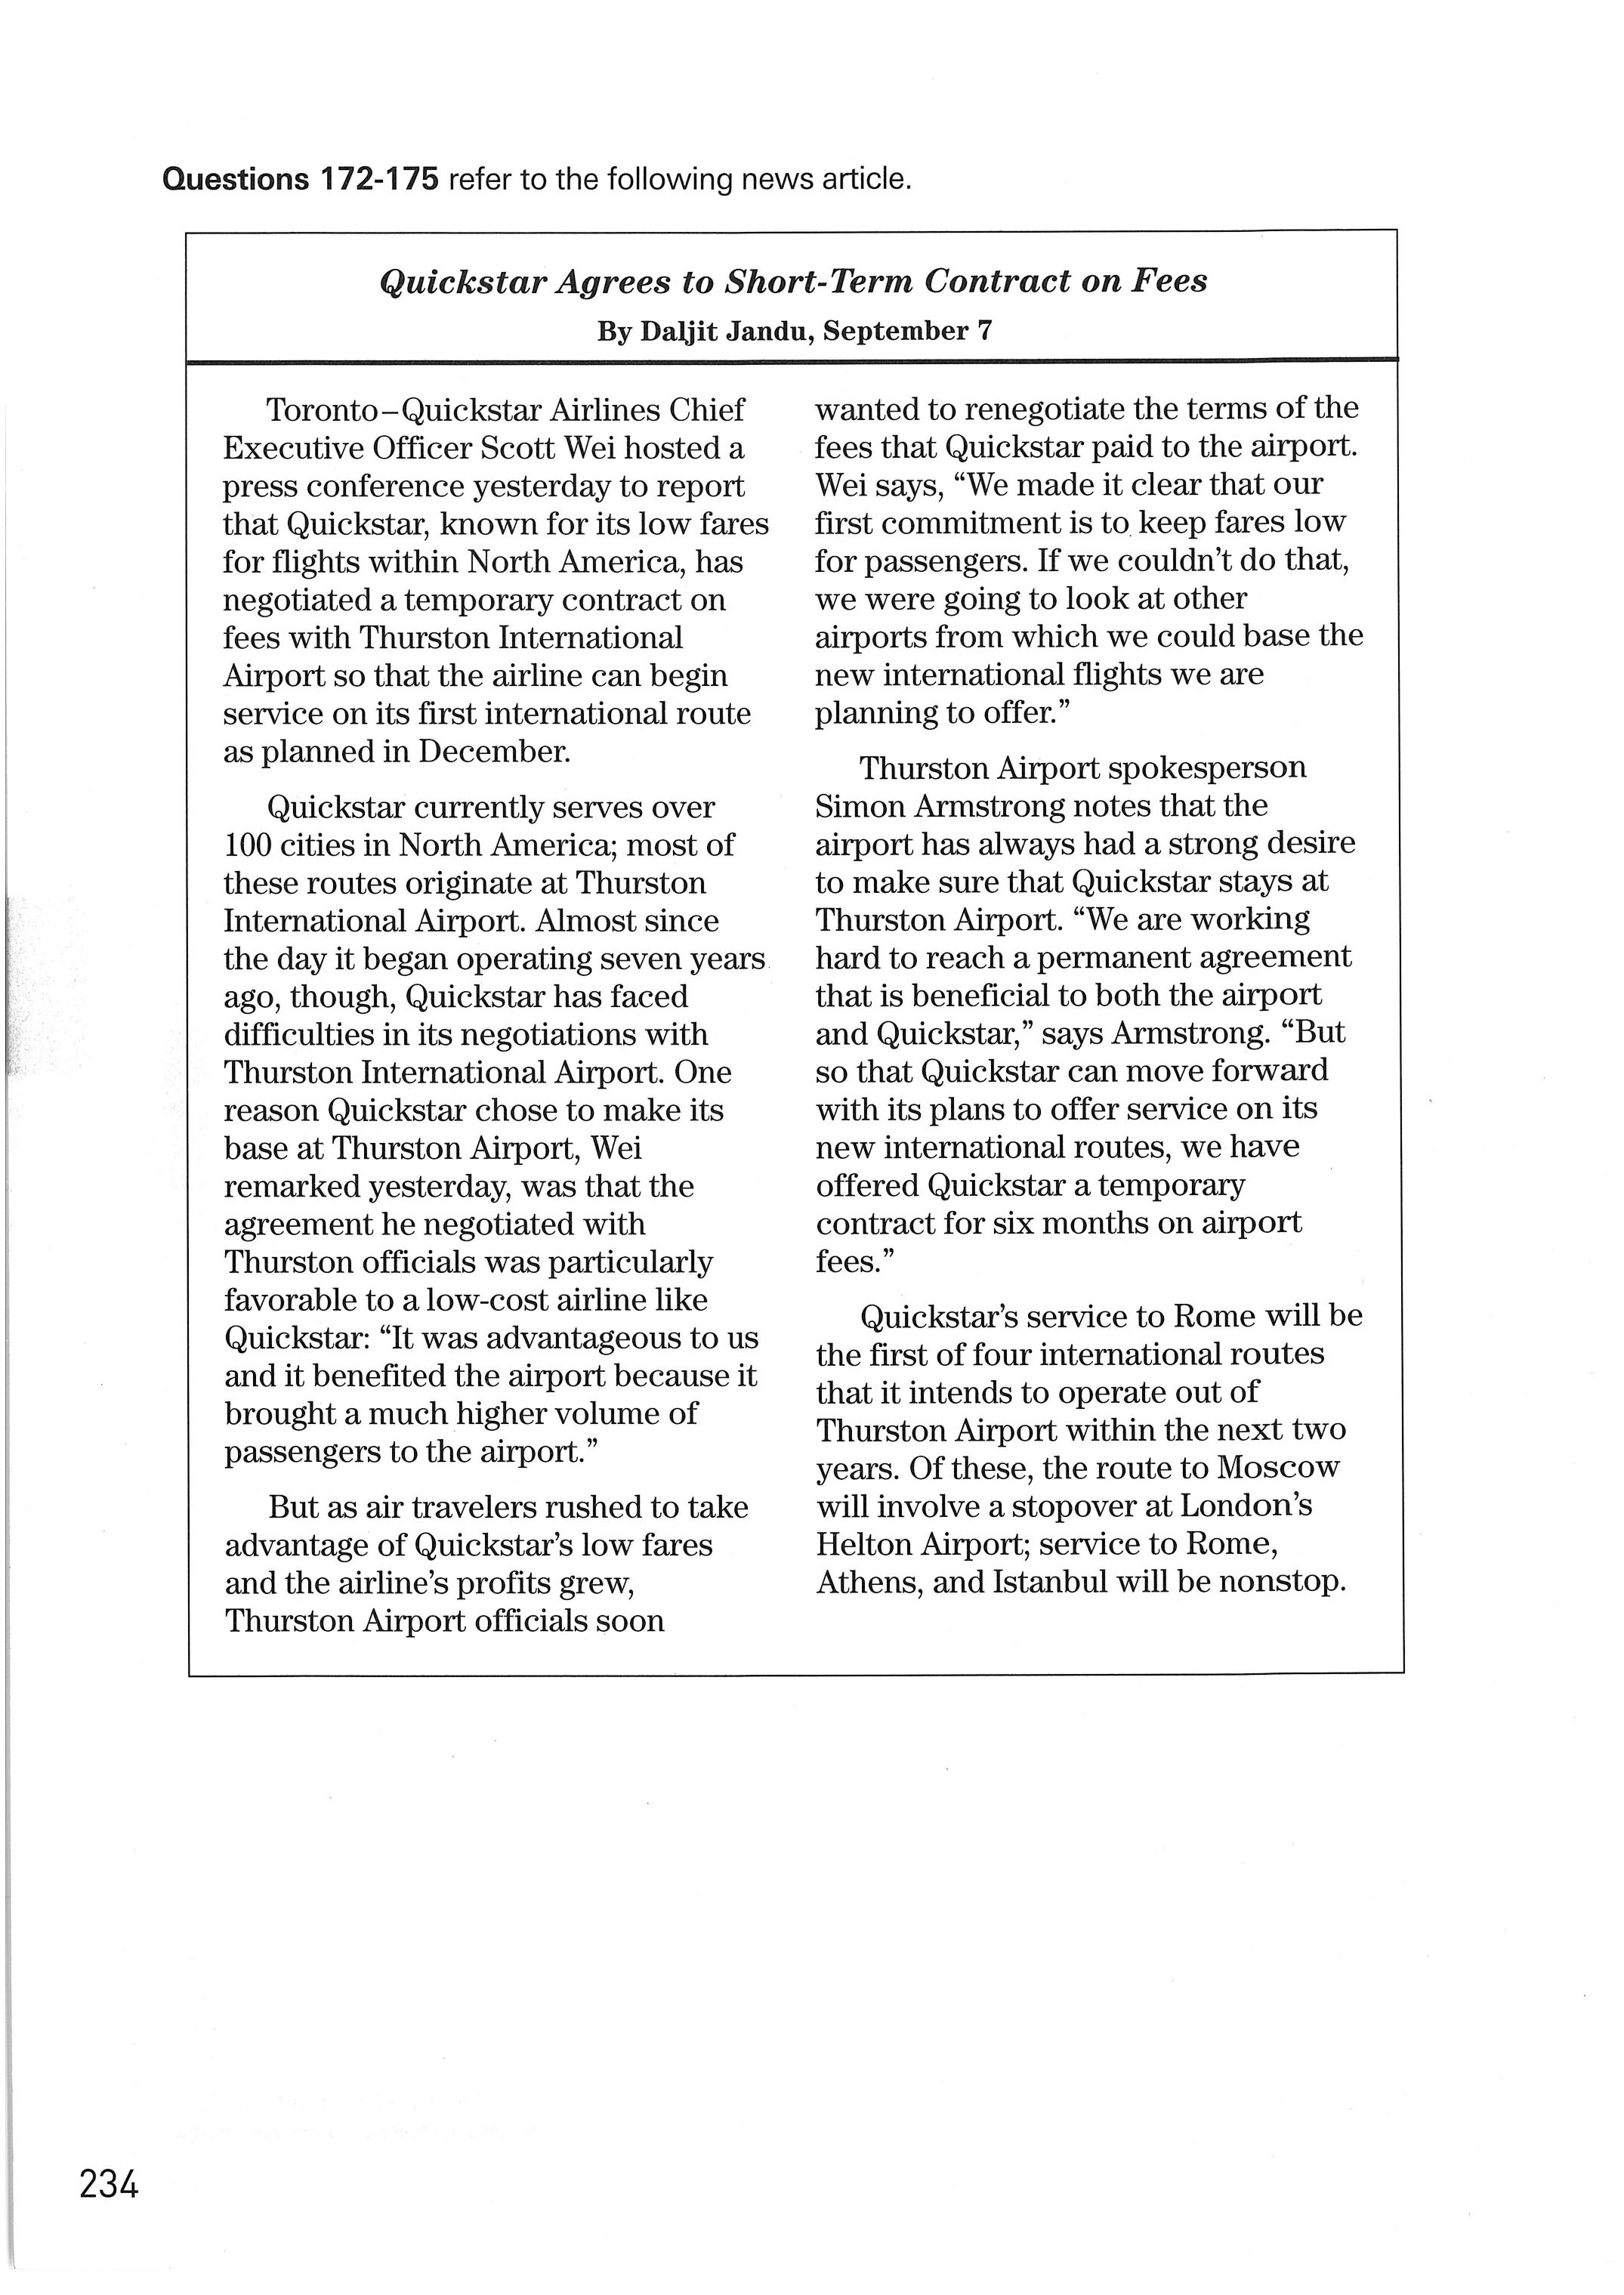 Questions 172-175 refer to the following news article.
Quickstar Agrees to Short-Term Contract on Fees
By Daljit Jandu, September 7
Toronto–Quickstar Airlines Chief
Executive Officer Scott Wei hosted a
press conference yesterday to report
that Quickstar, known for its low fares
for flights within North America, has
negotiated a temporary contract on
fees with Thurston International
Airport so that the airline can begin
service on its first international route
as planned in December.
Quickstar currently serves over
100 cities in North America; most of
these routes originate at Thurston
International Airport. Almost since
the day it began operating seven years
ago, though, Quickstar has faced
difficulties in its negotiations with
Thurston International Airport. One
reason Quickstar chose to make its
base at Thurston Airport, Wei
remarked yesterday, was that the
agreement he negotiated with
Thurston officials was particularly
favorable to a low-cost airline like
Quickstar: “It was advantageous to us
and it benefited the airport because it
brought a much higher volume of
passengers to the airport.”
But as air travelers rushed to take
advantage of Quickstar’s low fares
and the airline’s profits grew,
Thurston Airport officials soon
wanted to renegotiate the terms of the
fees that Quickstar paid to the airport.
Wei says, “We made it clear that our
first commitment is to keep fares low
for passengers. If we couldn’t do that,
we were going to look at other
airports from which we could base the
new international flights we are
planning to offer.”
Thurston Airport spokesperson
Simon Armstrong notes that the
airport has always had a strong desire
to make sure that Quickstar stays at
Thurston Airport. “We are working
hard to reach a permanent agreement
that is beneficial to both the airport
and Quickstar,” says Armstrong. “But
so that Quickstar can move forward
with its plans to offer service on its
new international routes, we have
offered Quickstar a temporary
contract for six months on airport
fees.”
Quickstar’s service to Rome will be
the first of four international routes
that it intends to operate out of
Thurston Airport within the next two
years. Of these, the route to Moscow
will involve a stopover at London’s
Helton Airport; service to Rome,
Athens, and Istanbul will be nonstop.
234